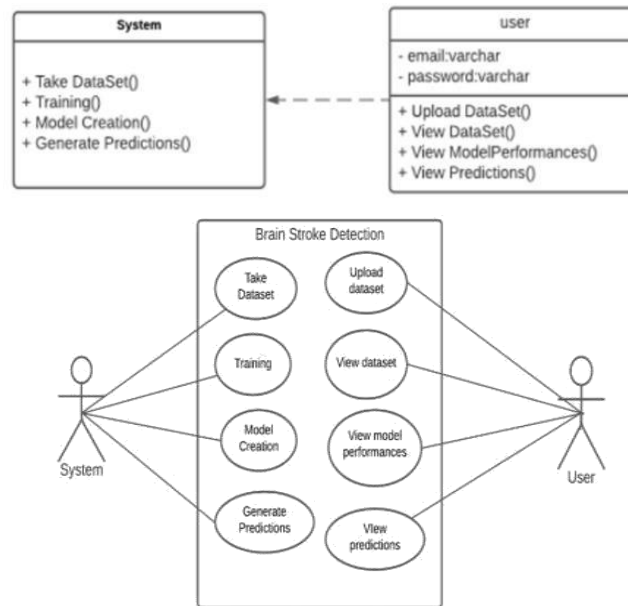 System
+ Take DataSet()
+ Training()
+ Model Creation()
+ Generate Predictions()
user
- email:varchar
- password:varchar
+ Upload DataSet()
+ View DataSet()
+ View ModelPerformances()
+ View Predictions()
Brain Stroke Detection
Take
Dataset
Upload
dataset
Training
View dataset
Model
Creation
View model
performances
Generate
Predictions
VIew
predictions
System
User